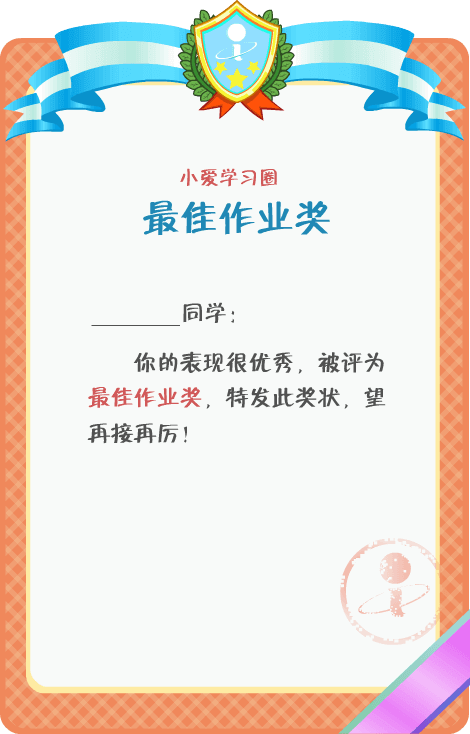 小爱学习圈
最佳作业奖
________同学：
你的表现很优秀，被评为
最佳作业奖，特发此奖状，望
再接再厉！